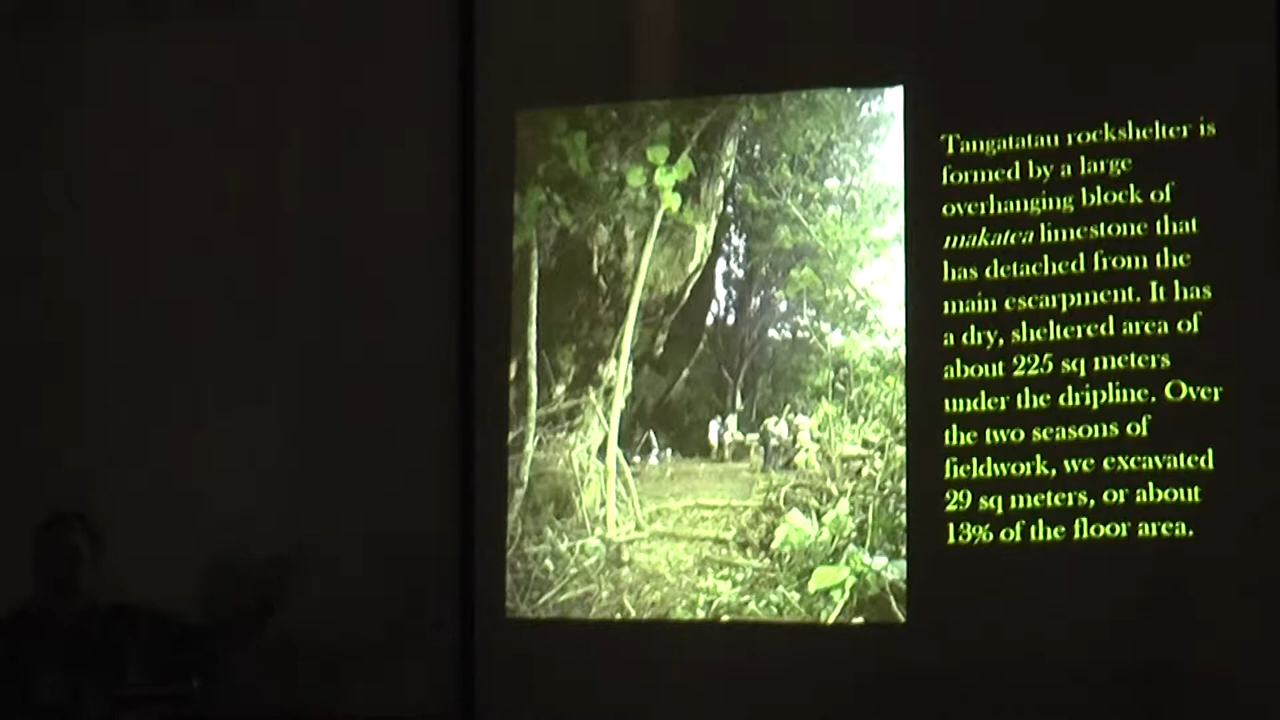 Tangatatau rockshelter is
formed by a large
overhanging block of
makatea limestone that
has detached from the
main escarpment. It has
a dry, sheltered area of
about 225 sq meters
under the dripline. Over
the two seasons of
fieldwork, we excavated
29 sq meters, or about
13% of the floor area.